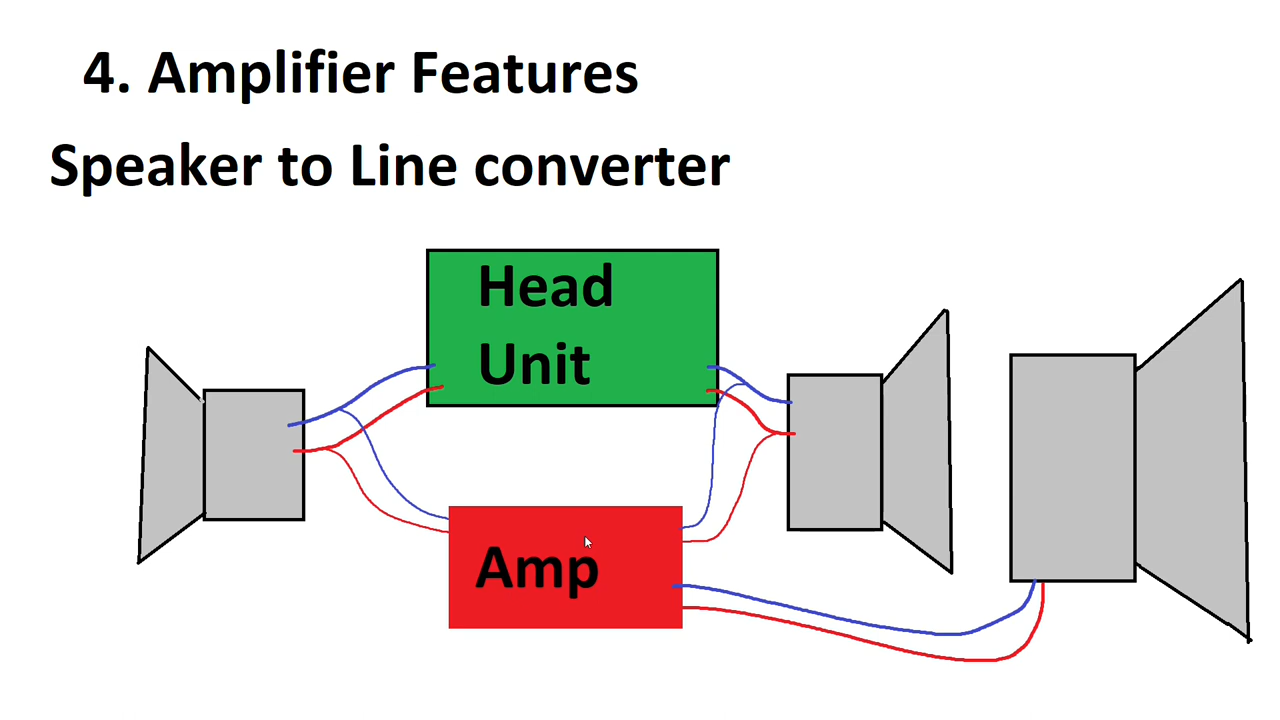 4. Amplifier Features
Speaker to Line converter
Head
Unit
Amp